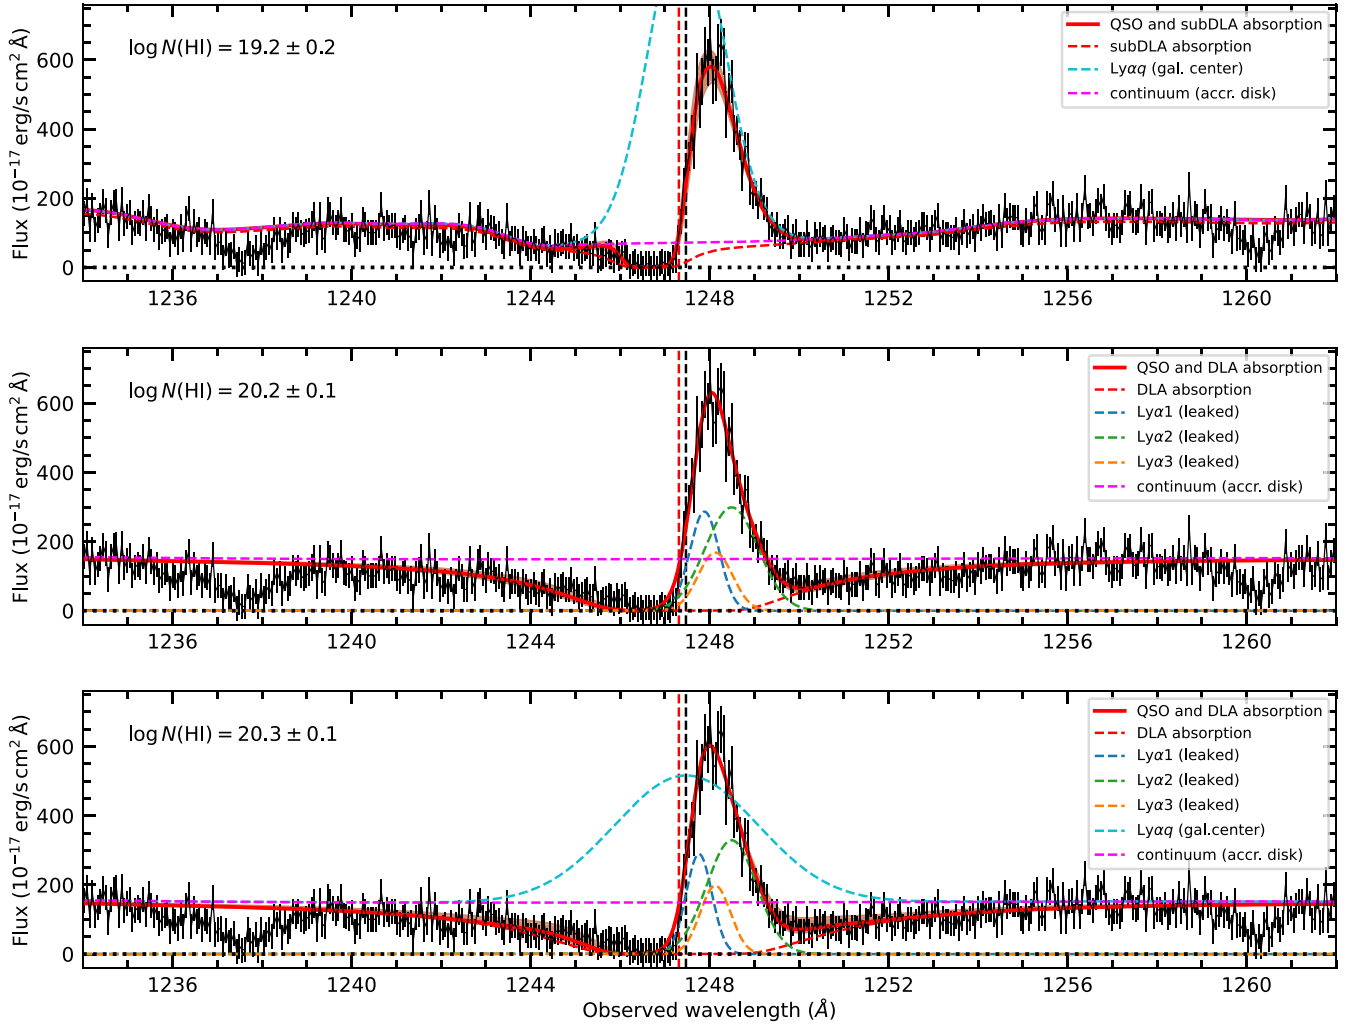 Flux (10⁻¹⁷ erg/s cm² Å)
600
400
200
0
log N(HI) = 19.2 ± 0.2
QSO and subDLA absorption
subDLA absorption
Lyαq (gal. center)
continuum (accr. disk)
1236 1240 1244 1248 1252 1256 1260
Flux (10⁻¹⁷ erg/s cm² Å)
600
400
200
0
log N(HI) = 20.2 ± 0.1
QSO and DLA absorption
DLA absorption
Lyα1 (leaked)
Lyα2 (leaked)
Lyα3 (leaked)
continuum (accr. disk)
1236 1240 1244 1248 1252 1256 1260
Flux (10⁻¹⁷ erg/s cm² Å)
600
400
200
0
log N(HI) = 20.3 ± 0.1
QSO and DLA absorption
DLA absorption
Lyα1 (leaked)
Lyα2 (leaked)
Lyα3 (leaked)
Lyαq (gal.center)
continuum (accr. disk)
1236 1240 1244 1248 1252 1256 1260
Observed wavelength (Å)